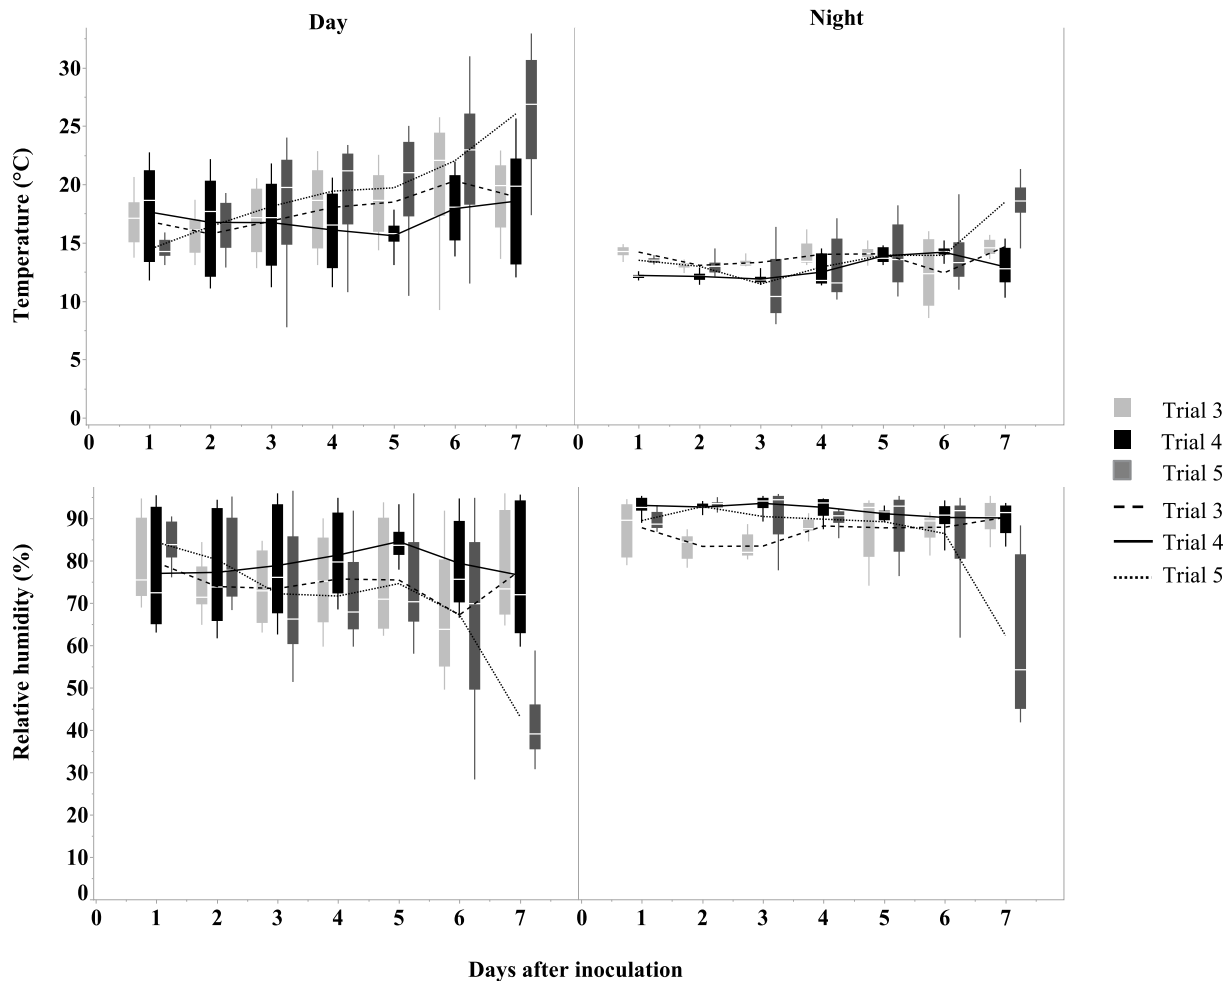 Day
Night
Temperature (°C)
30
25
20
15
10
5
0
0 1 2 3 4 5 6 7
0 1 2 3 4 5 6 7
Relative humidity (%)
90
80
70
60
50
40
30
20
10
0
0 1 2 3 4 5 6 7
0 1 2 3 4 5 6 7
Days after inoculation
Trial 3
Trial 4
Trial 5
Trial 3
Trial 4
Trial 5